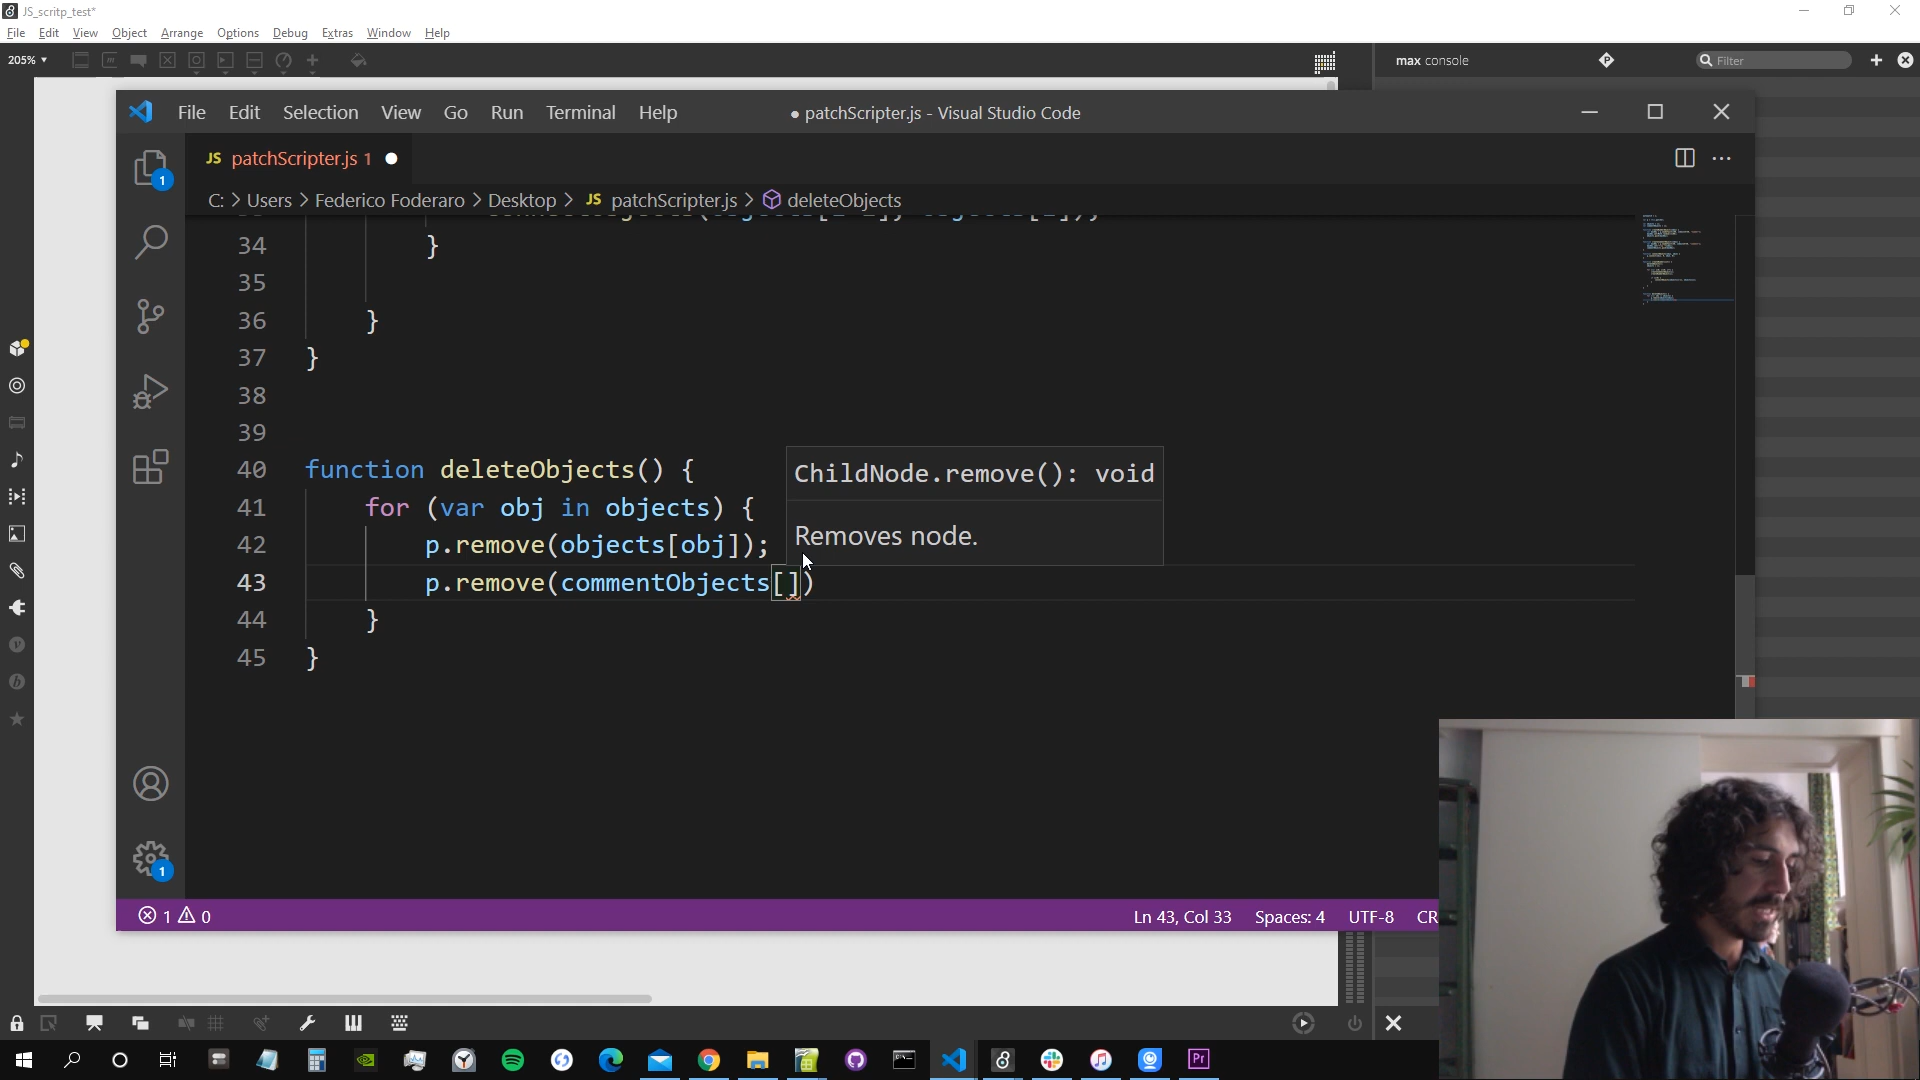 JS_scritp_test*
File Edit View Object Arrange Options Debug Extras Window Help
205%
max console
Filter
File Edit Selection View Go Run Terminal Help
● patchScripter.js - Visual Studio Code
JS patchScripter.js 1
C: > Users > Federico Foderaro > Desktop > JS patchScripter.js > deleteObjects
34 }
35
36 }
37 }
38
39
40 function deleteObjects() {
41 for (var obj in objects) {
42 p.remove(objects[obj]);
43 p.remove(commentObjects[])
44 }
45 }
ChildNode.remove(): void
Removes node.
1
1
1 0
Ln 43, Col 33 Spaces: 4 UTF-8 CR
Pr